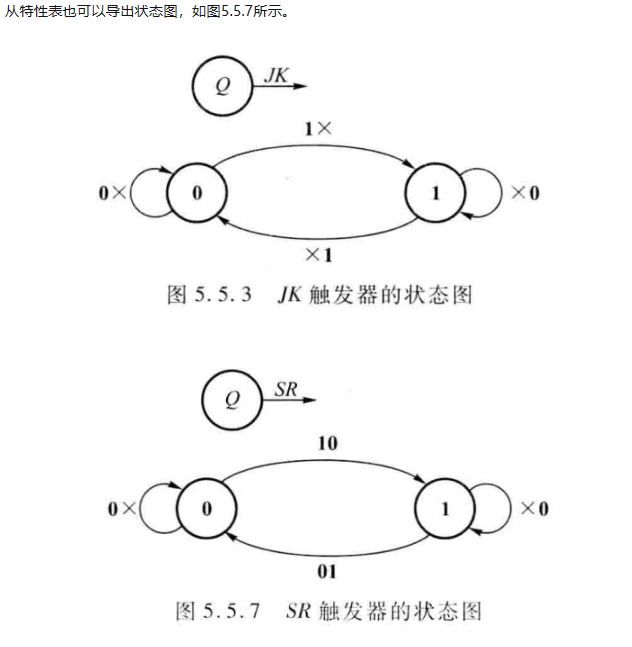 从特性表也可以导出状态图，如图5.5.7所示。
Q JK
1×
0× 0 1 ×0
×1
图 5.5.3 JK 触发器的状态图
Q SR
10
0× 0 1 ×0
01
图 5.5.7 SR 触发器的状态图